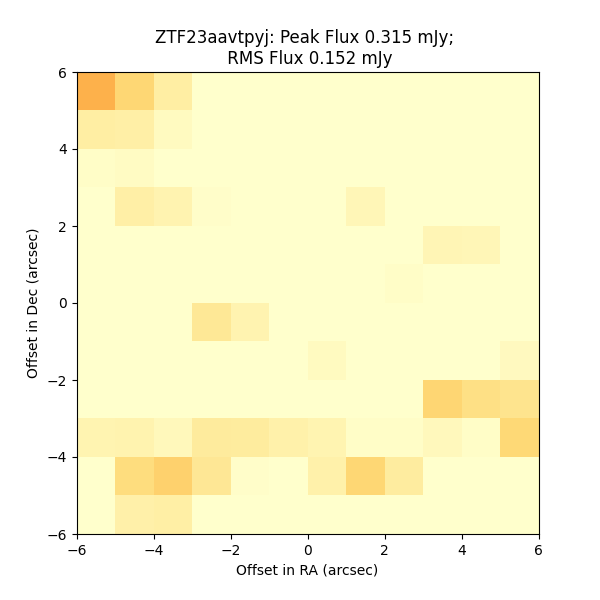 ZTF23aavtpyj: Peak Flux 0.315 mJy;
RMS Flux 0.152 mJy
6
4
2
0
−2
−4
−6
Offset in Dec (arcsec)
−6 −4 −2 0 2 4 6
Offset in RA (arcsec)